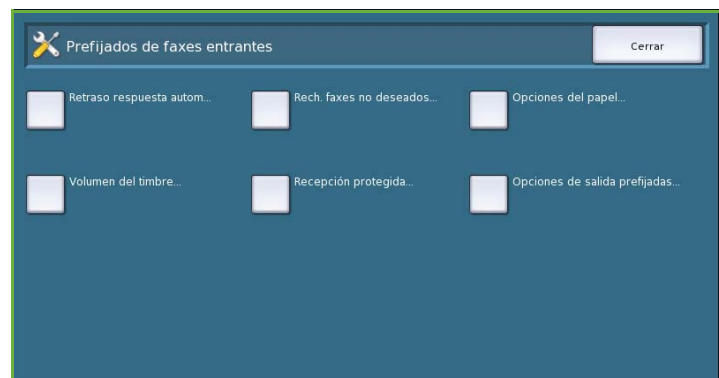 Prefijados de faxes entrantes
Cerrar
Retraso respuesta autom...
Rech. faxes no deseados...
Opciones del papel...
Volumen del timbre...
Recepción protegida...
Opciones de salida prefijadas...